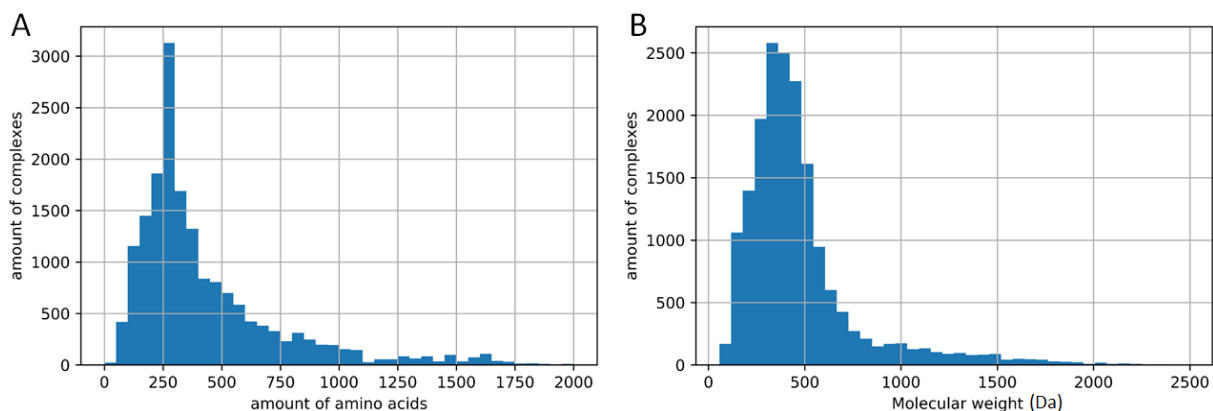 A
amount of complexes
3000
2500
2000
1500
1000
500
0
0 250 500 750 1000 1250 1500 1750 2000
amount of amino acids
B
amount of complexes
2500
2000
1500
1000
500
0
0 500 1000 1500 2000 2500
Molecular weight (Da)